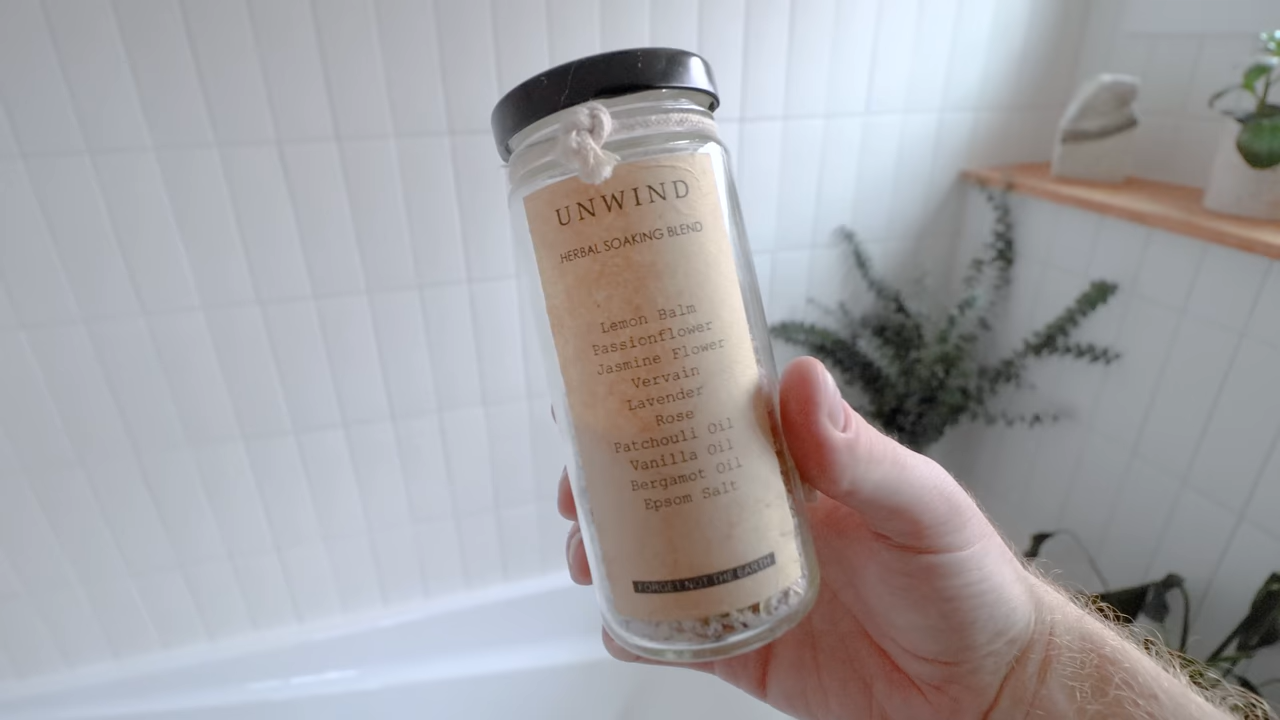 UNWIND
HERBAL SOAKING BLEND
Lemon Balm
Passionflower
Jasmine Flower
Vervain
Lavender
Rose
Patchouli Oil
Vanilla Oil
Bergamot Oil
Epsom Salt
FORGET NOT THE EARTH